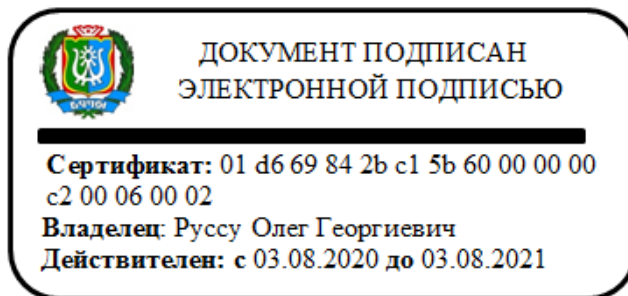 ДОКУМЕНТ ПОДПИСАН
ЭЛЕКТРОННОЙ ПОДПИСЬЮ
Сертификат: 01 d6 69 84 2b c1 5b 60 00 00 00
c2 00 06 00 02
Владелец: Руссу Олег Георгиевич
Действителен: с 03.08.2020 до 03.08.2021